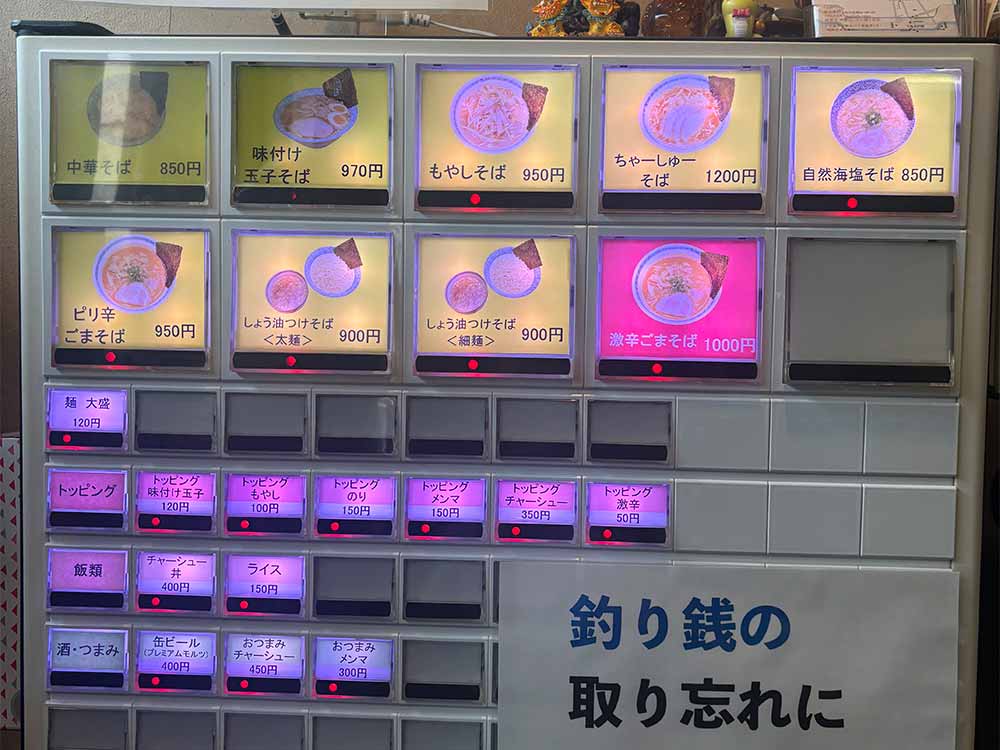 中華そば 850円
味付け
玉子そば 970円
もやしそば 950円
ちゃーしゅー
そば 1200円
自然海塩そば 850円
ピリ辛
ごまそば 950円
しょう油つけそば
<太麺> 900円
しょう油つけそば
<細麺> 900円
激辛ごまそば 1000円
麺 大盛
120円
トッピング
トッピング
味付け玉子
120円
トッピング
もやし
100円
トッピング
のり
150円
トッピング
メンマ
150円
トッピング
チャーシュー
350円
トッピング
激辛
50円
飯類
チャーシュー
丼
400円
ライス
150円
酒・つまみ
缶ビール
(プレミアムモルツ)
400円
おつまみ
チャーシュー
450円
おつまみ
メンマ
300円
釣り銭の
取り忘れに